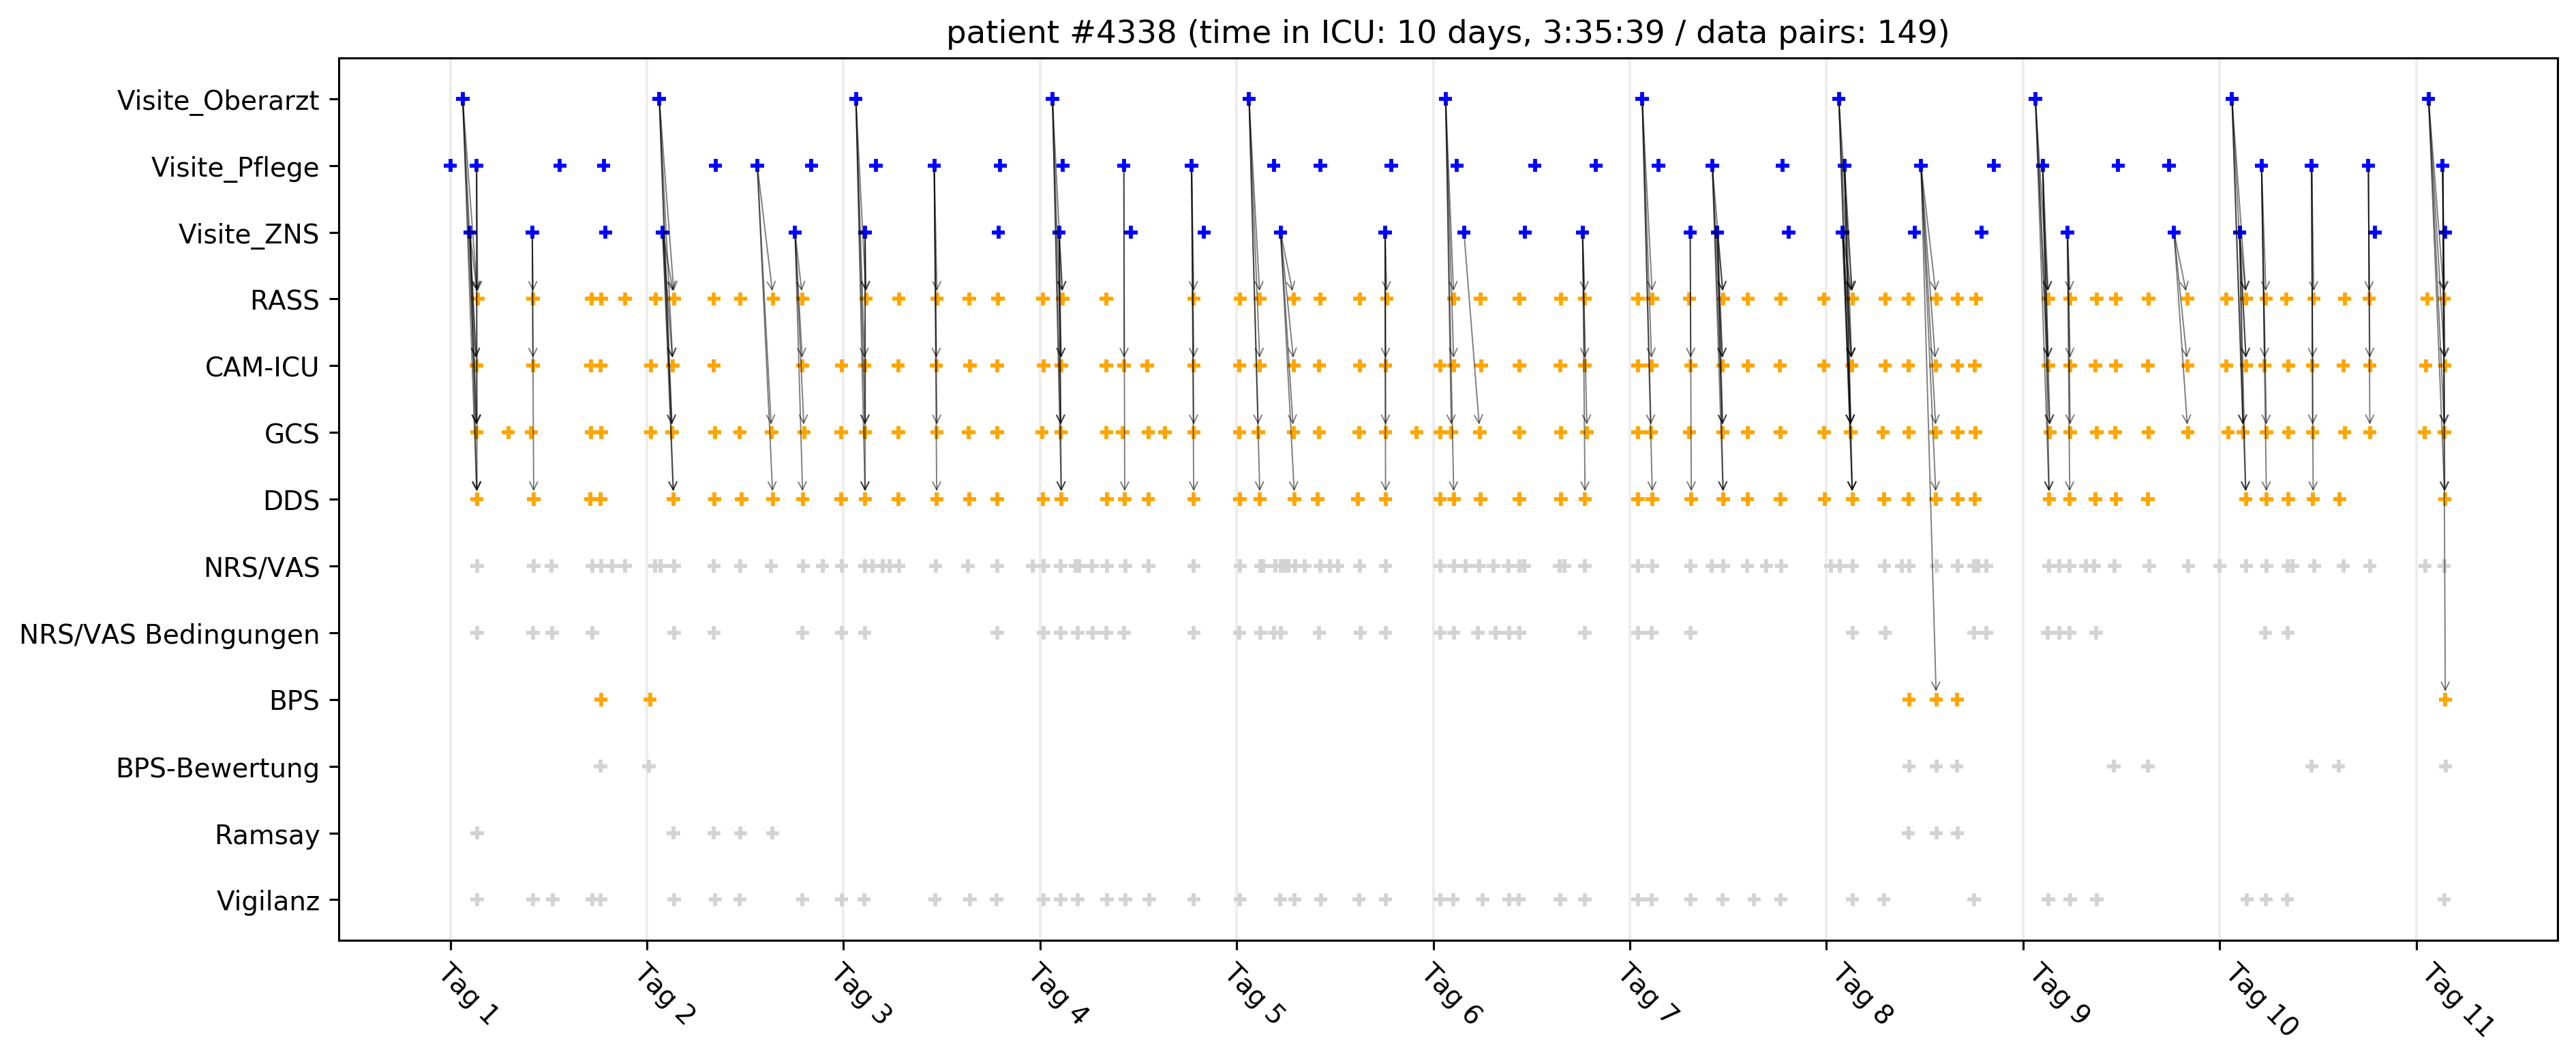 patient #4338 (time in ICU: 10 days, 3:35:39 / data pairs: 149)
Visite_Oberarzt
Visite_Pflege
Visite_ZNS
RASS
CAM-ICU
GCS
DDS
NRS/VAS
NRS/VAS Bedingungen
BPS
BPS-Bewertung
Ramsay
Vigilanz
Tag 1
Tag 2
Tag 3
Tag 4
Tag 5
Tag 6
Tag 7
Tag 8
Tag 9
Tag 10
Tag 11